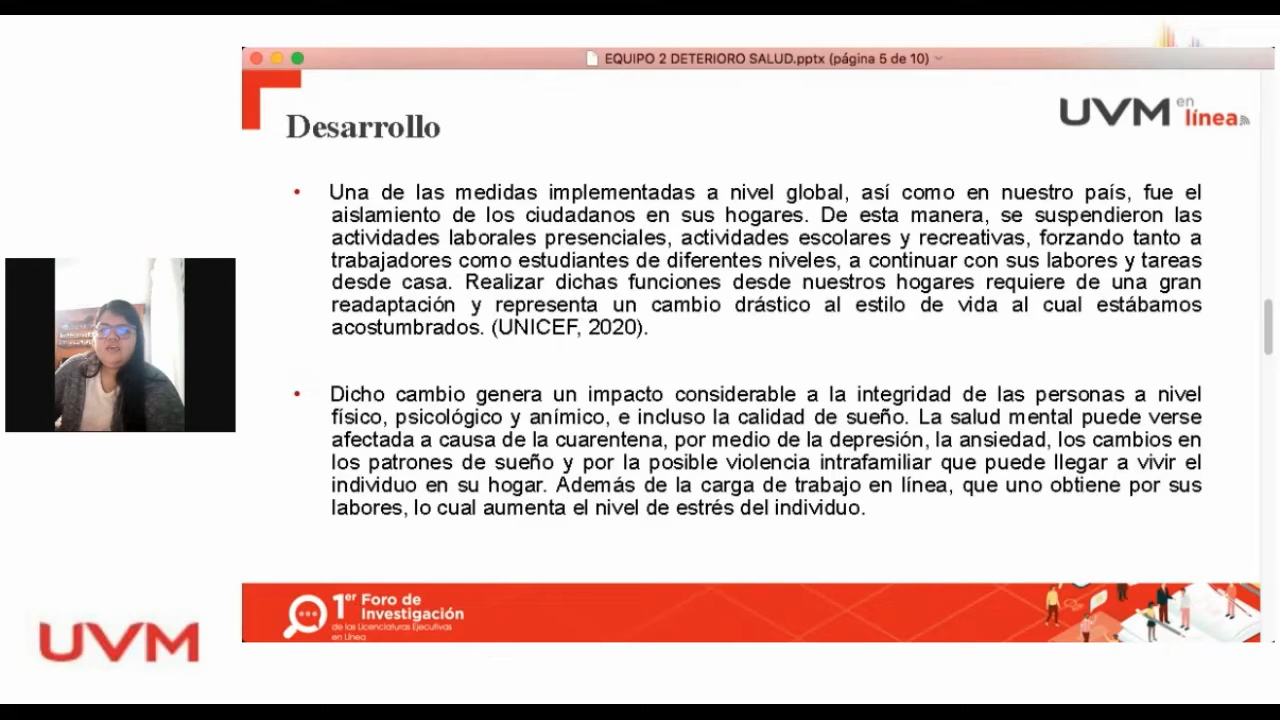 EQUIPO 2 DETERIORO SALUD.pptx (página 5 de 10)
UVM en línea
Desarrollo
• Una de las medidas implementadas a nivel global, así como en nuestro país, fue el
aislamiento de los ciudadanos en sus hogares. De esta manera, se suspendieron las
actividades laborales presenciales, actividades escolares y recreativas, forzando tanto a
trabajadores como estudiantes de diferentes niveles, a continuar con sus labores y tareas
desde casa. Realizar dichas funciones desde nuestros hogares requiere de una gran
readaptación y representa un cambio drástico al estilo de vida al cual estábamos
acostumbrados. (UNICEF, 2020).
• Dicho cambio genera un impacto considerable a la integridad de las personas a nivel
físico, psicológico y anímico, e incluso la calidad de sueño. La salud mental puede verse
afectada a causa de la cuarentena, por medio de la depresión, la ansiedad, los cambios en
los patrones de sueño y por la posible violencia intrafamiliar que puede llegar a vivir el
individuo en su hogar. Además de la carga de trabajo en línea, que uno obtiene por sus
labores, lo cual aumenta el nivel de estrés del individuo.
1er Foro de
Investigación
de las Licenciaturas Ejecutivas
en Línea
UVM